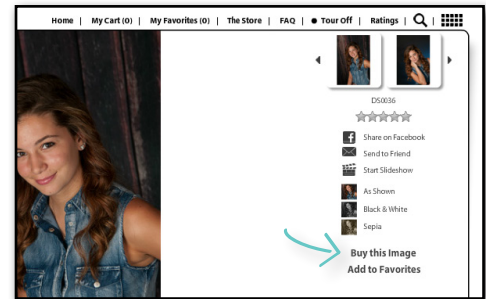 Home | My Cart (0) | My Favorites (0) | The Store | FAQ | ● Tour Off | Ratings |
DS0036
Share on Facebook
Send to Friend
Start Slideshow
As Shown
Black & White
Sepia
Buy this Image
Add to Favorites